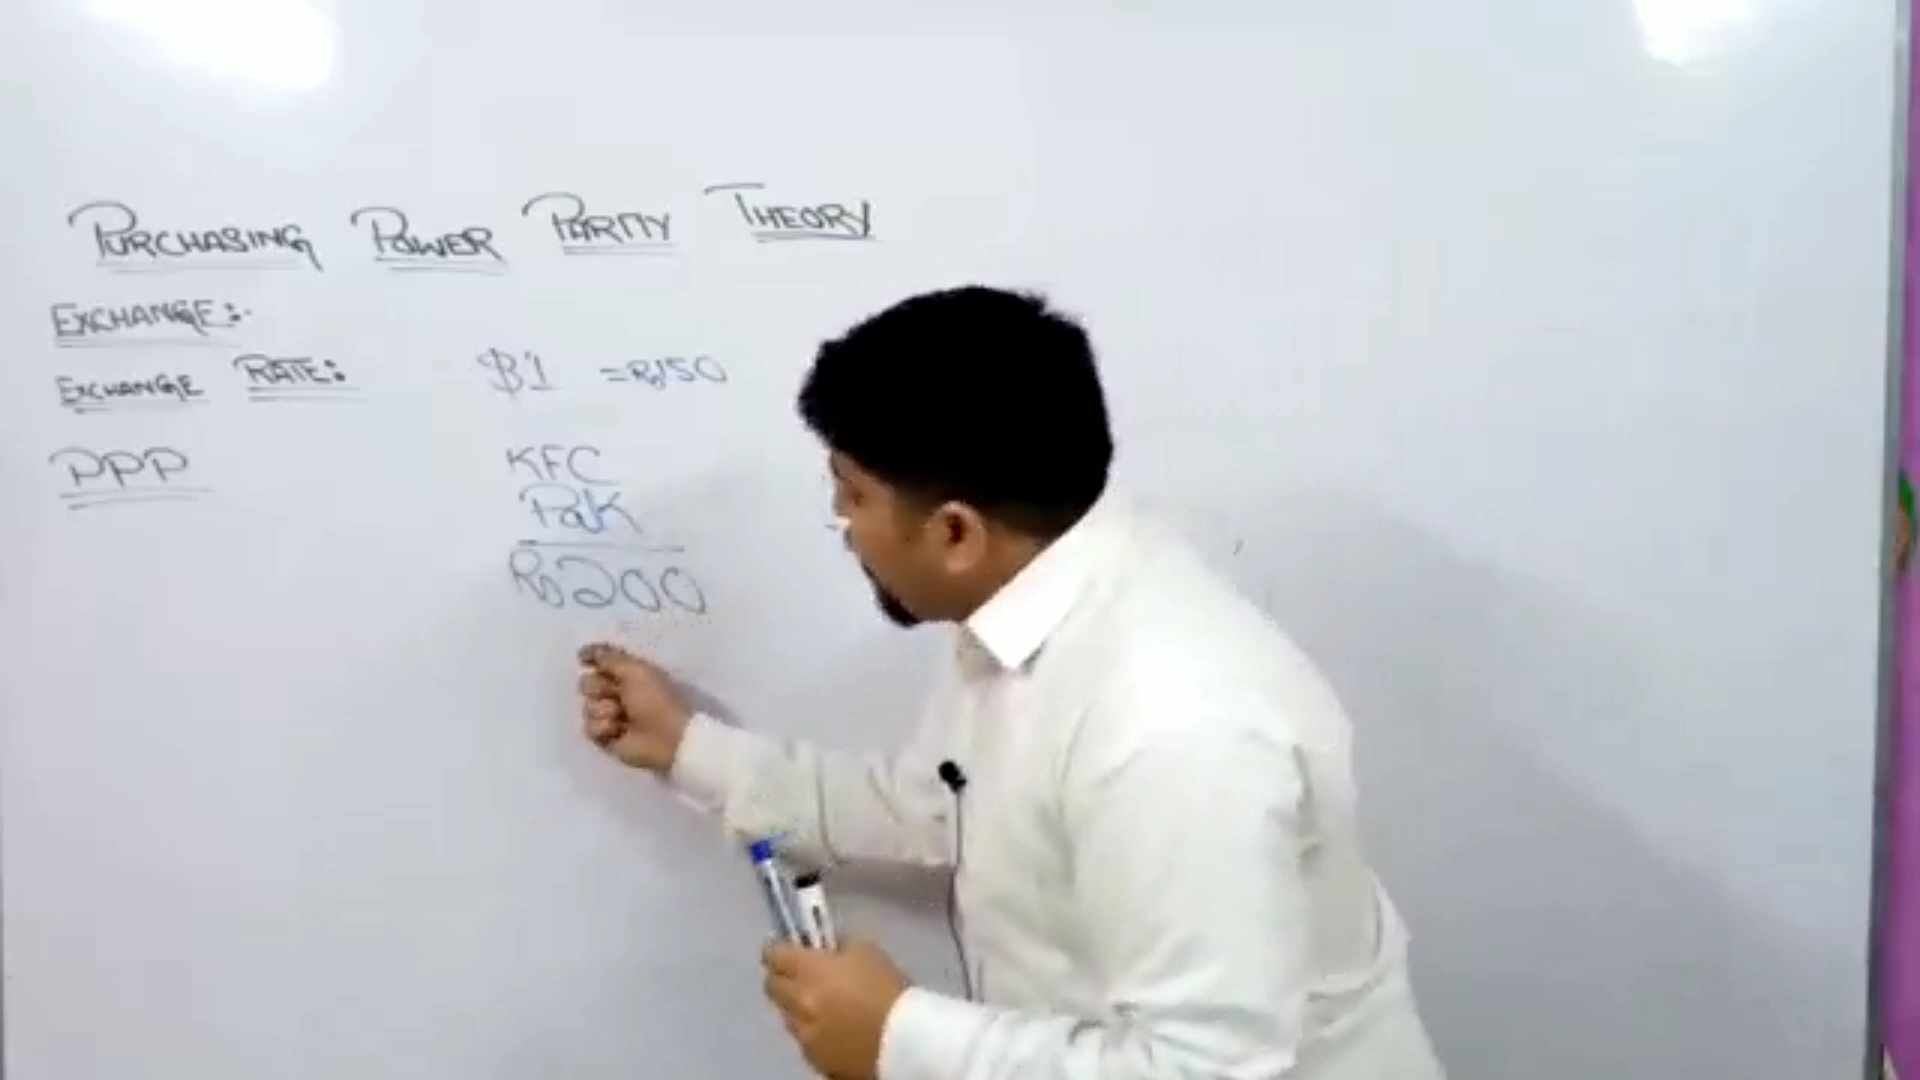 PURCHASING POWER PARITY THEORY
EXCHANGE:-
EXCHANGE RATE: $1 =Rs150
PPP KFC
Pak
Rs200